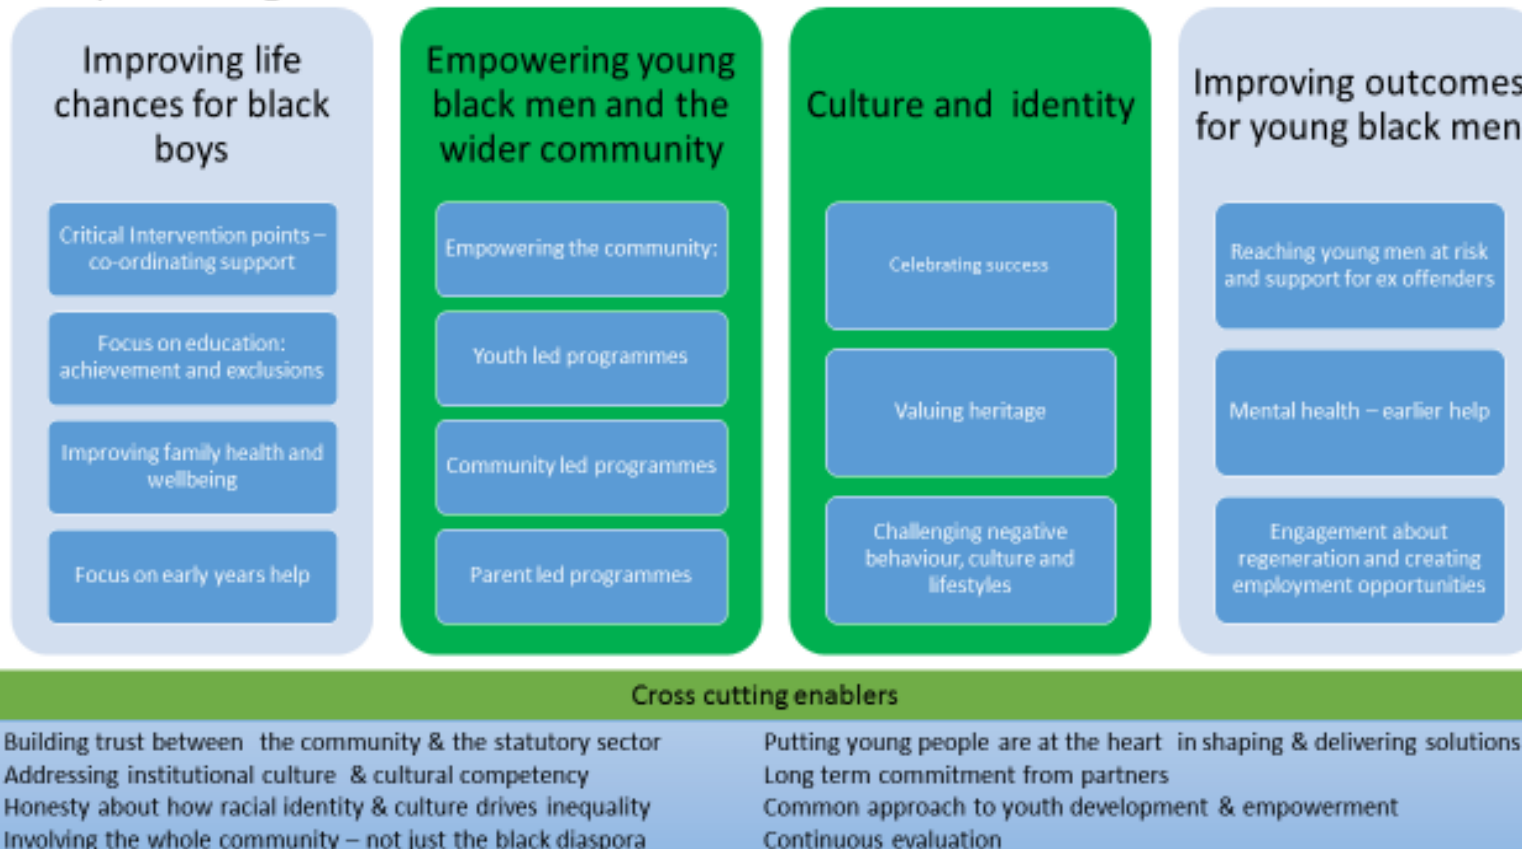 Improving life
chances for black
boys
Critical Intervention points –
co-ordinating support
Focus on education:
achievement and exclusions
Improving family health and
wellbeing
Focus on early years help
Empowering young
black men and the
wider community
Empowering the community:
Youth led programmes
Community led programmes
Parent led programmes
Culture and identity
Celebrating success
Valuing heritage
Challenging negative
behaviour, culture and
lifestyles
Improving outcomes
for young black men
Reaching young men at risk
and support for ex offenders
Mental health – earlier help
Engagement about
regeneration and creating
employment opportunities
Cross cutting enablers
Building trust between the community & the statutory sector
Addressing institutional culture & cultural competency
Honesty about how racial identity & culture drives inequality
Involving the whole community – not just the black diaspora
Putting young people are at the heart in shaping & delivering solutions
Long term commitment from partners
Common approach to youth development & empowerment
Continuous evaluation